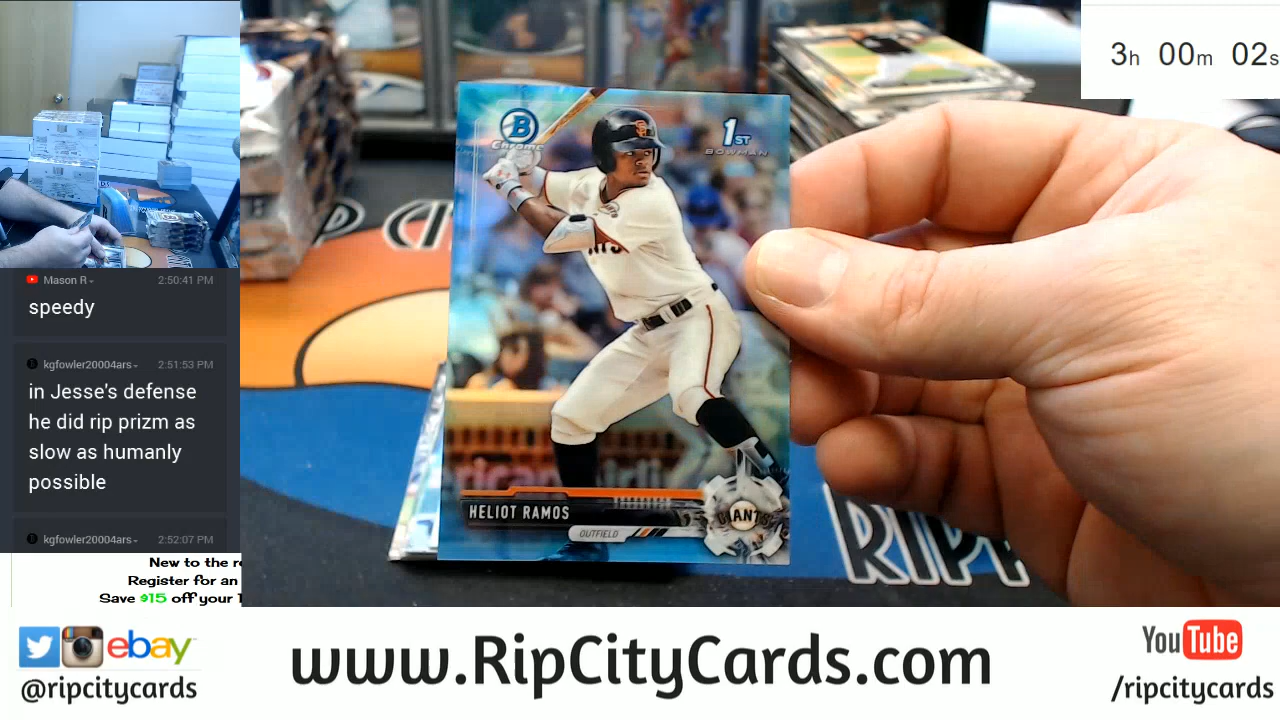 3h 00m 02s
B
Chrome
1ST
BOWMAN
Mason R
2:50:41 PM
speedy
kgfowler20004ars
2:51:53 PM
in Jesse's defense
he did rip prizm as
slow as humanly
possible
kgfowler20004ars
2:52:07 PM
HELIOT RAMOS
OUTFIELD
GIANTS
RIP
New to the r
Register for an
Save $15 off your
ebay
@ripcitycards
www.RipCityCards.com
YouTube
/ripcitycards